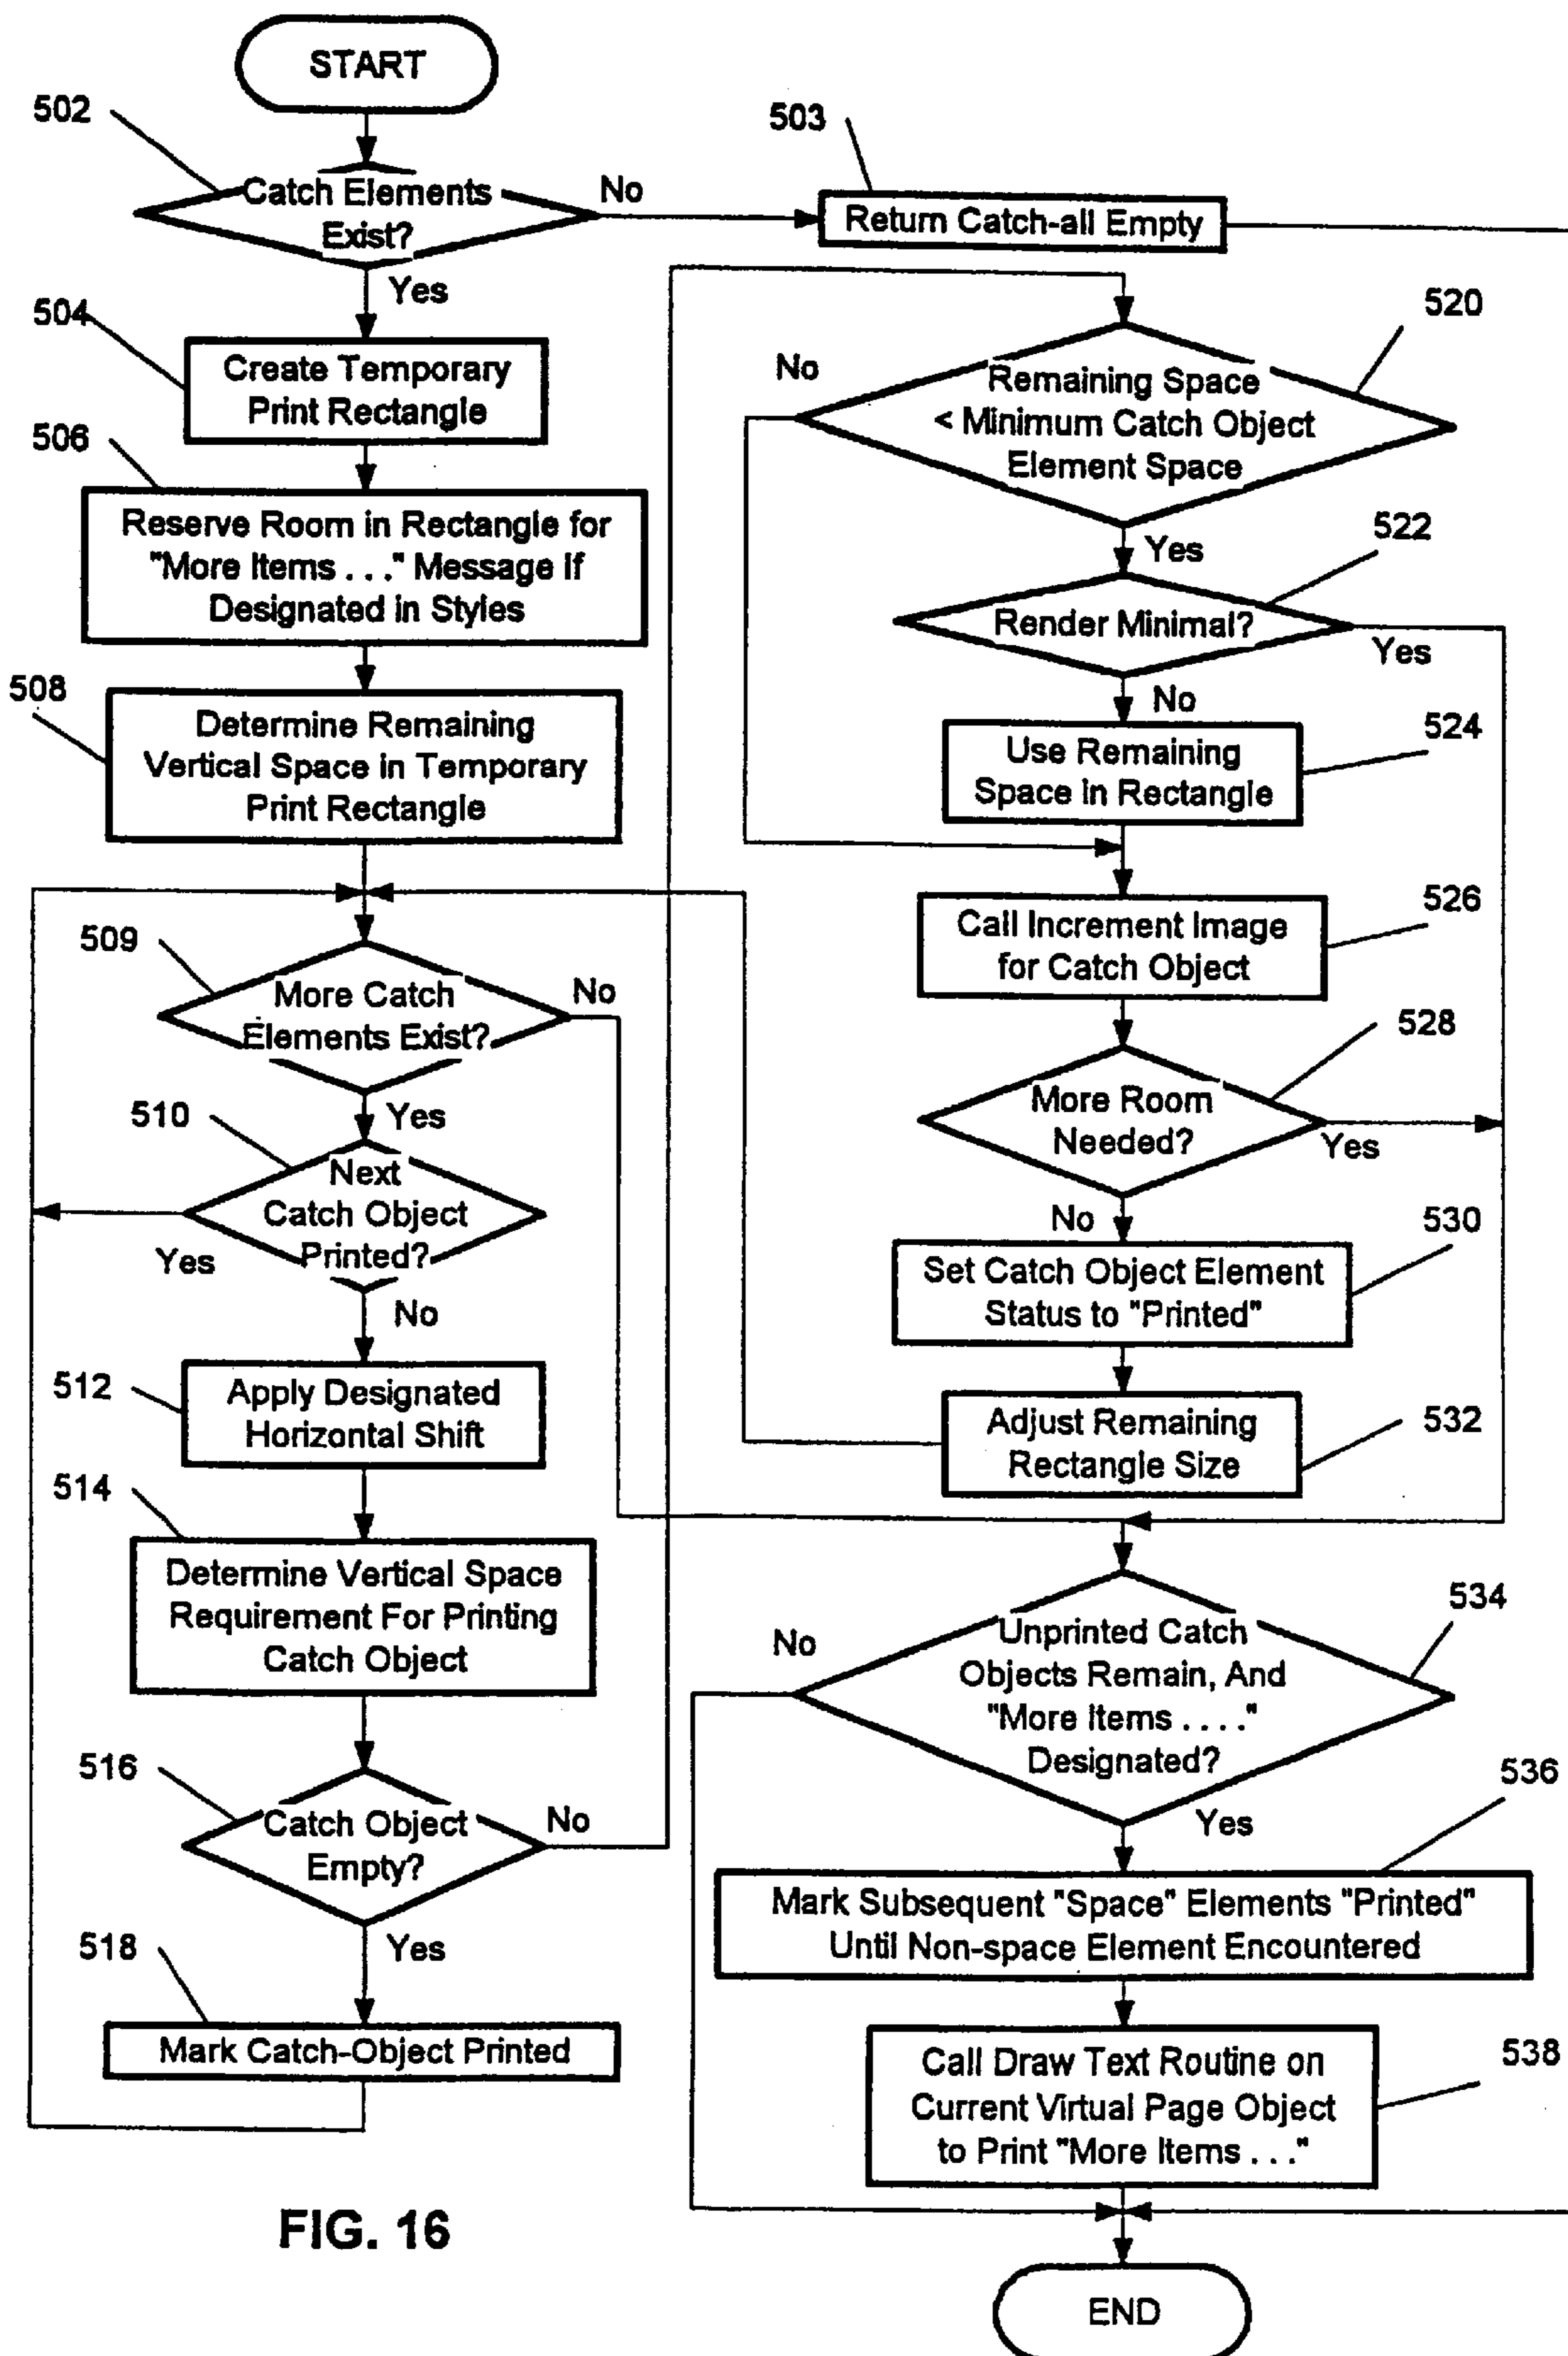 START
502
Catch Elements
Exist?
No
503
Return Catch-all Empty
Yes
504
Create Temporary
Print Rectangle
506
Reserve Room in Rectangle for
"More Items . . ." Message If
Designated in Styles
508
Determine Remaining
Vertical Space in Temporary
Print Rectangle
509
More Catch
Elements Exist?
No
Yes
510
Next
Catch Object
Printed?
Yes
No
512
Apply Designated
Horizontal Shift
514
Determine Vertical Space
Requirement For Printing
Catch Object
516
Catch Object
Empty?
No
Yes
518
Mark Catch-Object Printed
520
No
Remaining Space
< Minimum Catch Object
Element Space
Yes
522
Render Minimal?
Yes
No
524
Use Remaining
Space in Rectangle
526
Call Increment Image
for Catch Object
528
More Room
Needed?
Yes
No
530
Set Catch Object Element
Status to "Printed"
532
Adjust Remaining
Rectangle Size
534
No
Unprinted Catch
Objects Remain, And
"More Items . . . ."
Designated?
Yes
536
Mark Subsequent "Space" Elements "Printed"
Until Non-space Element Encountered
538
Call Draw Text Routine on
Current Virtual Page Object
to Print "More Items . . ."
END
FIG. 16